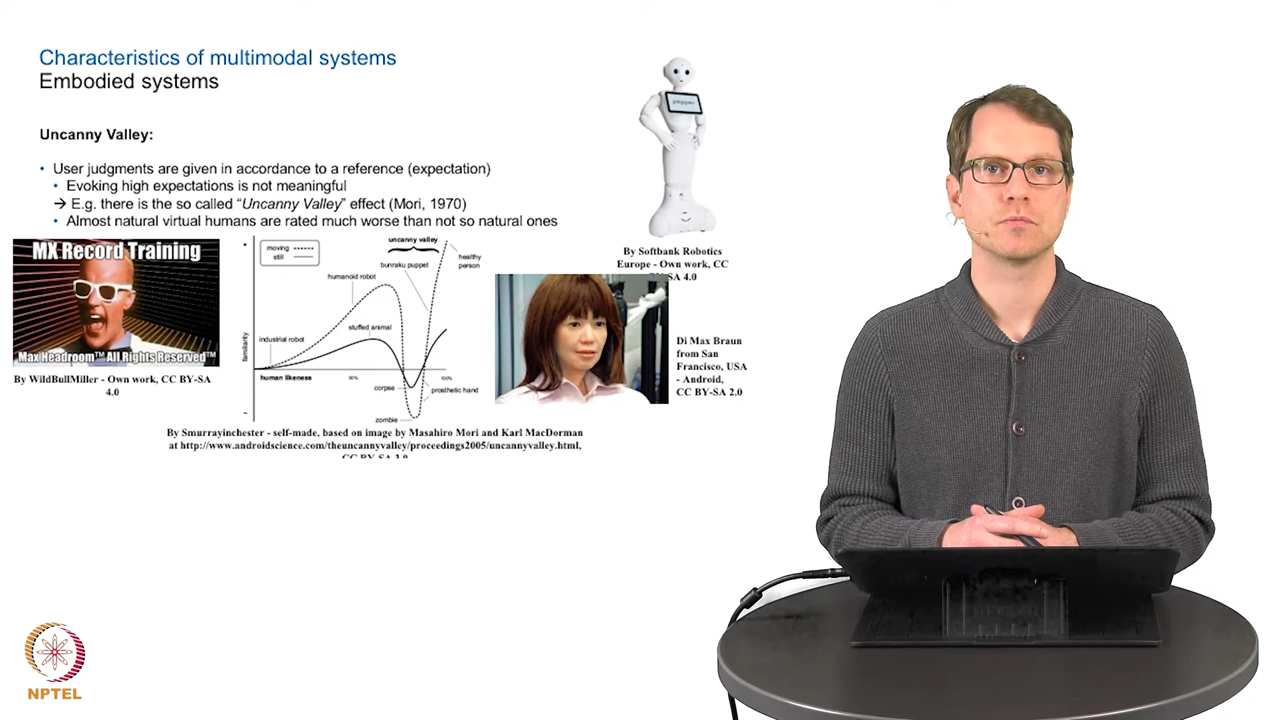 Characteristics of multimodal systems
Embodied systems
Uncanny Valley:
• User judgments are given in accordance to a reference (expectation)
• Evoking high expectations is not meaningful
→ E.g. there is the so called “Uncanny Valley” effect (Mori, 1970)
• Almost natural virtual humans are rated much worse than not so natural ones
pepper
By Softbank Robotics
Europe - Own work, CC
SA 4.0
MX Record Training
Max Headroom™ All Rights Reserved™
By WildBullMiller - Own work, CC BY-SA
4.0
+
moving
still
uncanny valley
bunraku puppet
healthy
person
humanoid robot
stuffed animal
industrial robot
familiarity
human likeness
50%
100%
corpse
prosthetic hand
zombie
–
By Smurrayinchester - self-made, based on image by Masahiro Mori and Karl MacDorman
at http://www.androidscience.com/theuncannyvalley/proceedings2005/uncannyvalley.html,
CC BY-SA 3.0
Di Max Braun
from San
Francisco, USA
- Android,
CC BY-SA 2.0
NPTEL